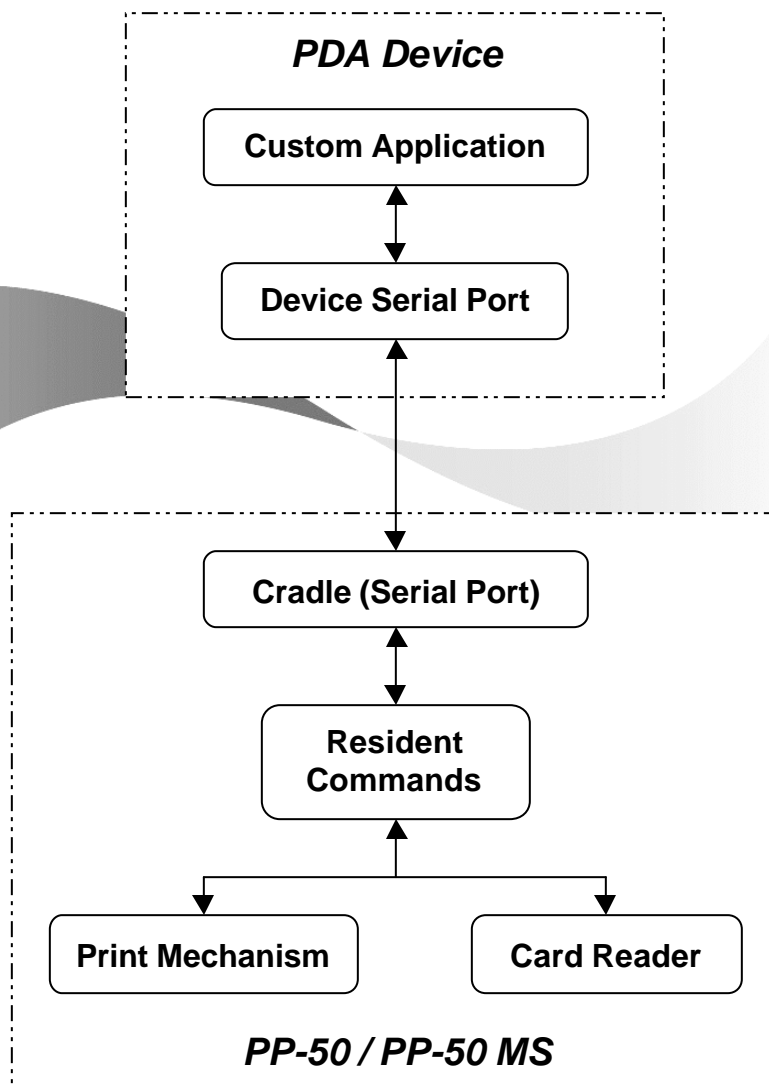 PDA Device
Custom Application
Device Serial Port
Cradle (Serial Port)
Resident
Commands
Print Mechanism
Card Reader
PP-50 / PP-50 MS